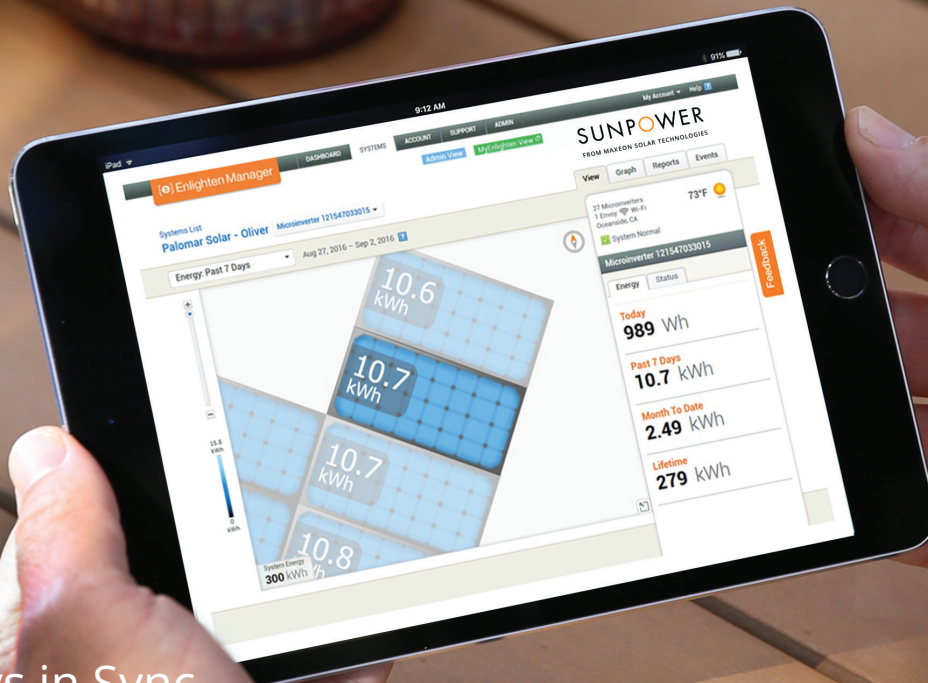 iPad
9:12 AM
91%
[e] Enlighten Manager
DASHBOARD
SYSTEMS
ACCOUNT
SUPPORT
ADMIN
My Account
Help ?
Admin View
MyEnlighten View
SUNPOWER
FROM MAXEON SOLAR TECHNOLOGIES
Systems List
Palomar Solar - Oliver
Microinverter 121547033015
View
Graph
Reports
Events
Energy: Past 7 Days
Aug 27, 2016 – Sep 2, 2016 ?
27 Microinverters
1 Envoy Wi-Fi
Oceanside, CA
73°F
System Normal
Microinverter 121547033015
Energy
Status
Today
989 Wh
Past 7 Days
10.7 kWh
Month To Date
2.49 kWh
Lifetime
279 kWh
Feedback
10.6
kWh
10.7
kWh
10.7
kWh
10.8
15.8
kWh
0
kWh
System Energy
300 kWh
in Sync